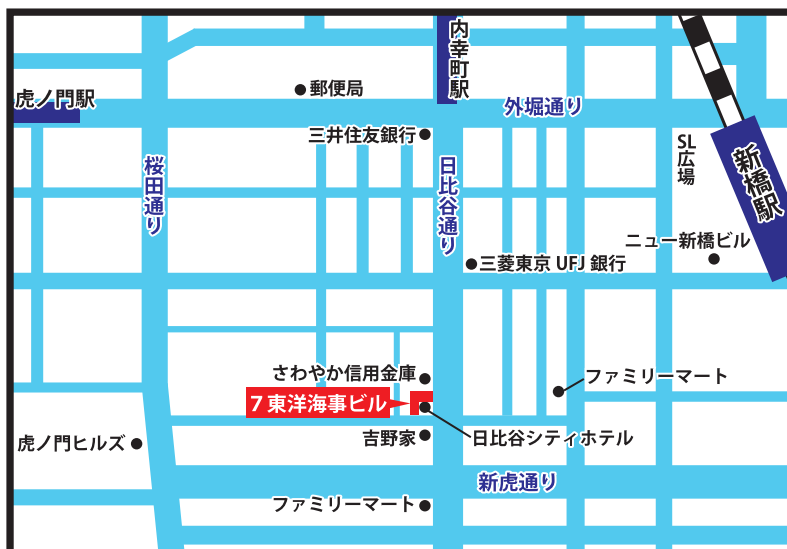 内幸町駅
郵便局
虎ノ門駅
外堀通り
三井住友銀行
SL広場
新橋駅
桜田通り
日比谷通り
ニュー新橋ビル
三菱東京 UFJ 銀行
さわやか信用金庫
ファミリーマート
7 東洋海事ビル
吉野家
日比谷シティホテル
虎ノ門ヒルズ
新虎通り
ファミリーマート